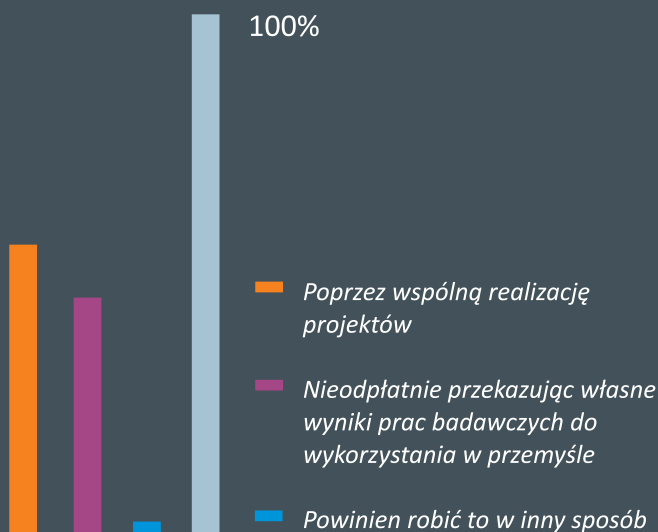 100%
Poprzez wspólną realizację
projektów
Nieodpłatnie przekazując własne
wyniki prac badawczych do
wykorzystania w przemyśle
Powinien robić to w inny sposób